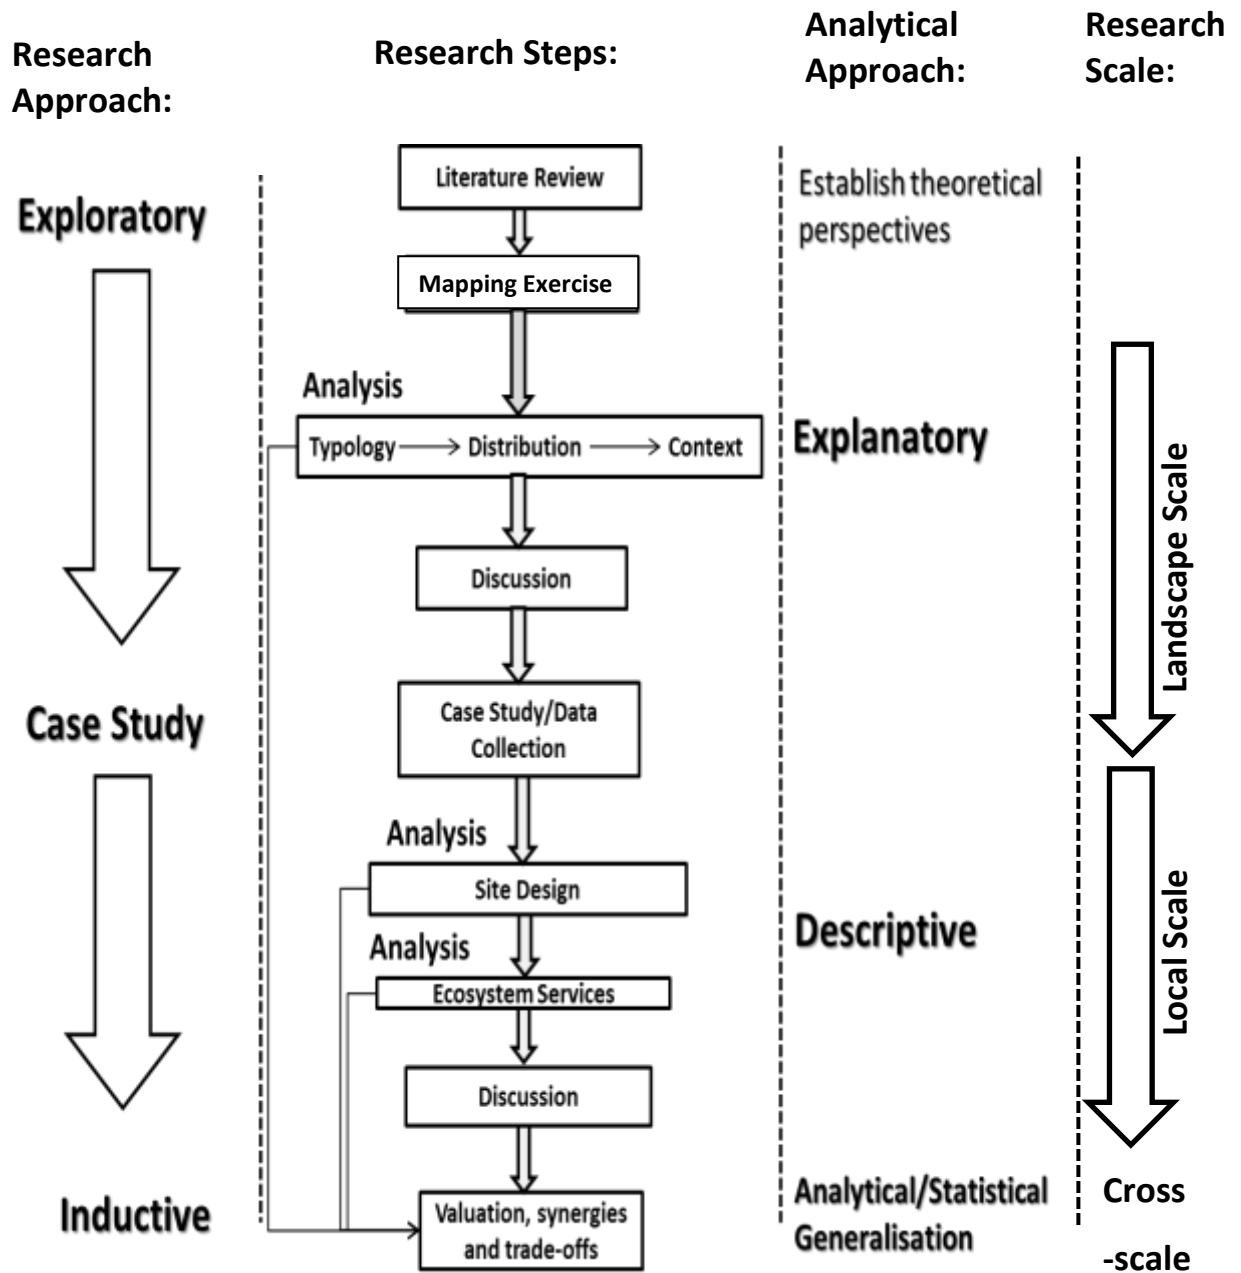 Research
Approach:
Research Steps:
Analytical
Approach:
Research
Scale:
Exploratory
Case Study
Inductive
Literature Review
Mapping Exercise
Analysis
Typology Distribution Context
Discussion
Case Study/Data
Collection
Analysis
Site Design
Analysis
Ecosystem Services
Discussion
Valuation, synergies
and trade-offs
Establish theoretical
perspectives
Explanatory
Descriptive
Analytical/Statistical
Generalisation
Landscape Scale
Local Scale
Cross
-scale